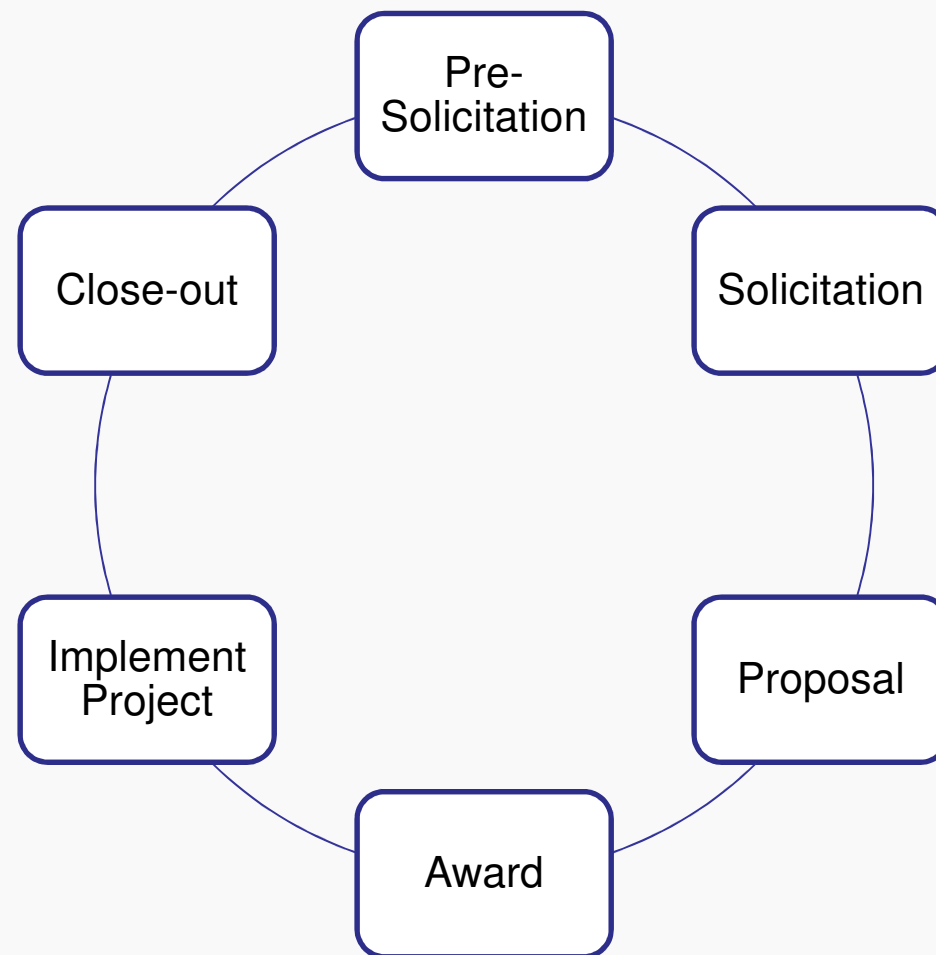 Pre-
Solicitation
Solicitation
Proposal
Award
Implement
Project
Close-out